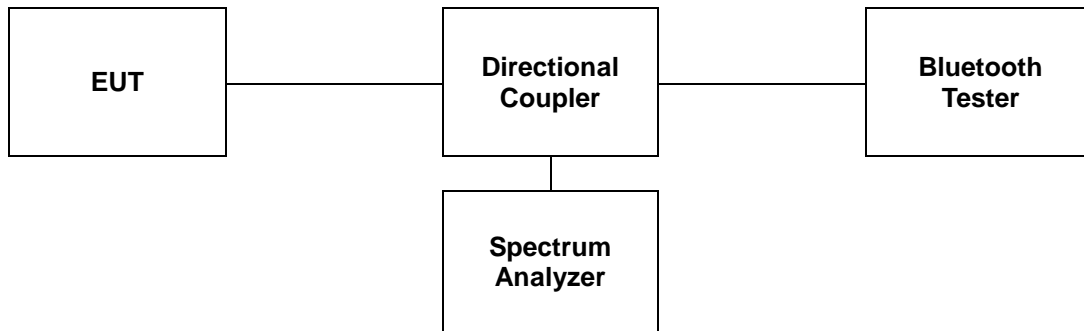 EUT
Directional
Coupler
Bluetooth
Tester
Spectrum
Analyzer